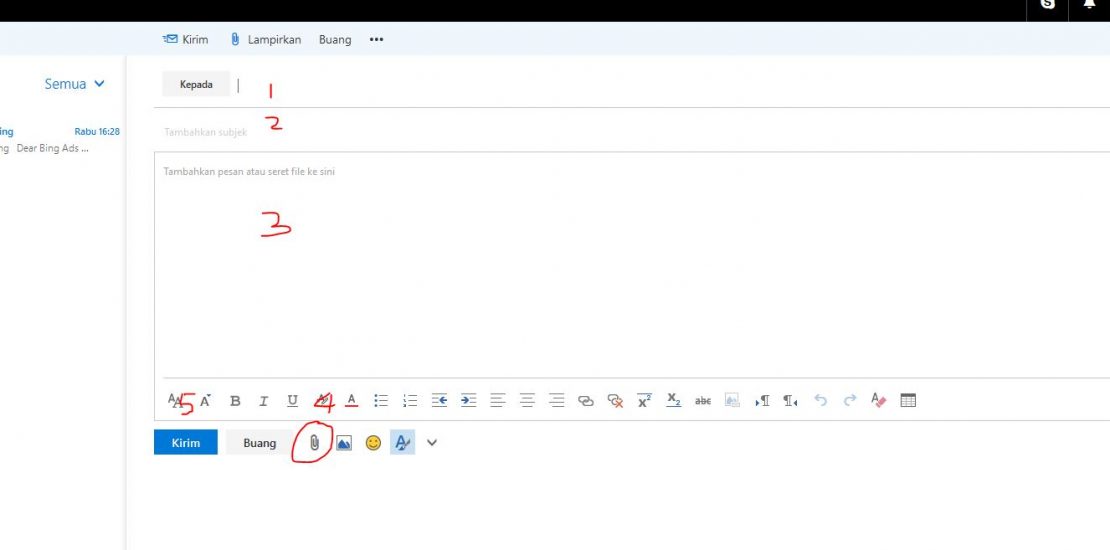 Kirim Lampirkan Buang •••
Semua
Kepada 1
2
ing Rabu 16:28
Tambahkan subjek
ng Dear Bing Ads ...
Tambahkan pesan atau seret file ke sini
3
5 4
B I U A abc
Kirim Buang